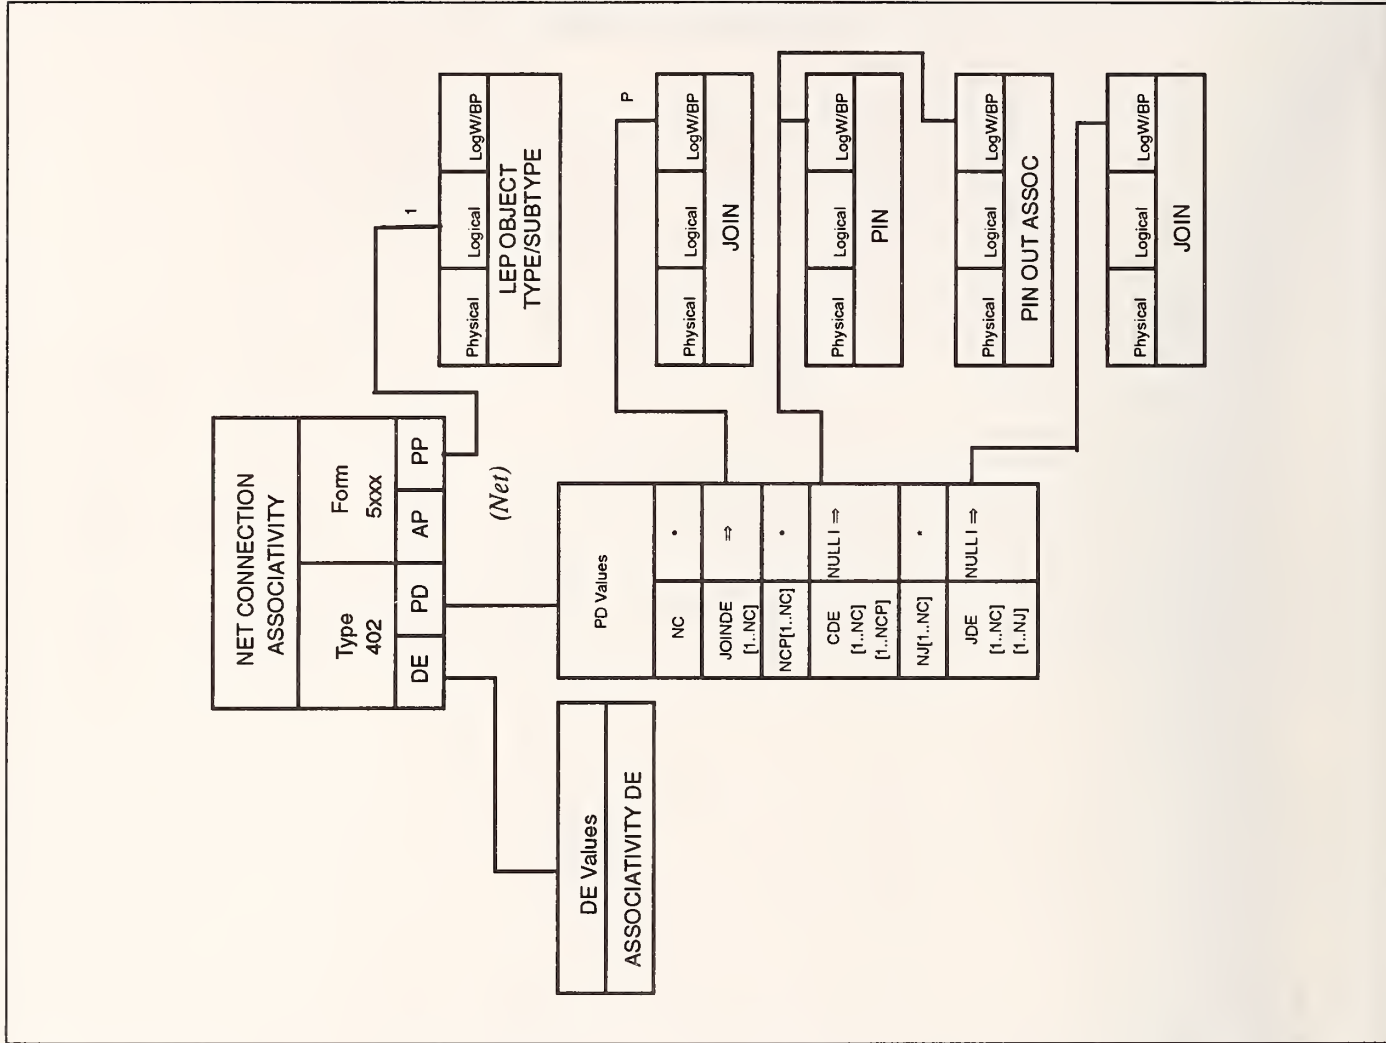 NET CONNECTION
ASSOCIATIVITY
Type
402
Form
5xxx
DE
PD
AP
PP
(Net)
DE Values
ASSOCIATIVITY DE
PD Values
NC
•
JOINDE
[1..NC]
⇒
NCP[1..NC]
•
CDE
[1..NC]
[1..NCP]
NULL I ⇒
NJ[1..NC]
•
JDE
[1..NC]
[1..NJ]
NULL I ⇒
1
Physical
Logical
LogW/BP
LEP OBJECT
TYPE/SUBTYPE
P
Physical
Logical
LogW/BP
JOIN
Physical
Logical
LogW/BP
PIN
Physical
Logical
LogW/BP
PIN OUT ASSOC
Physical
Logical
LogW/BP
JOIN